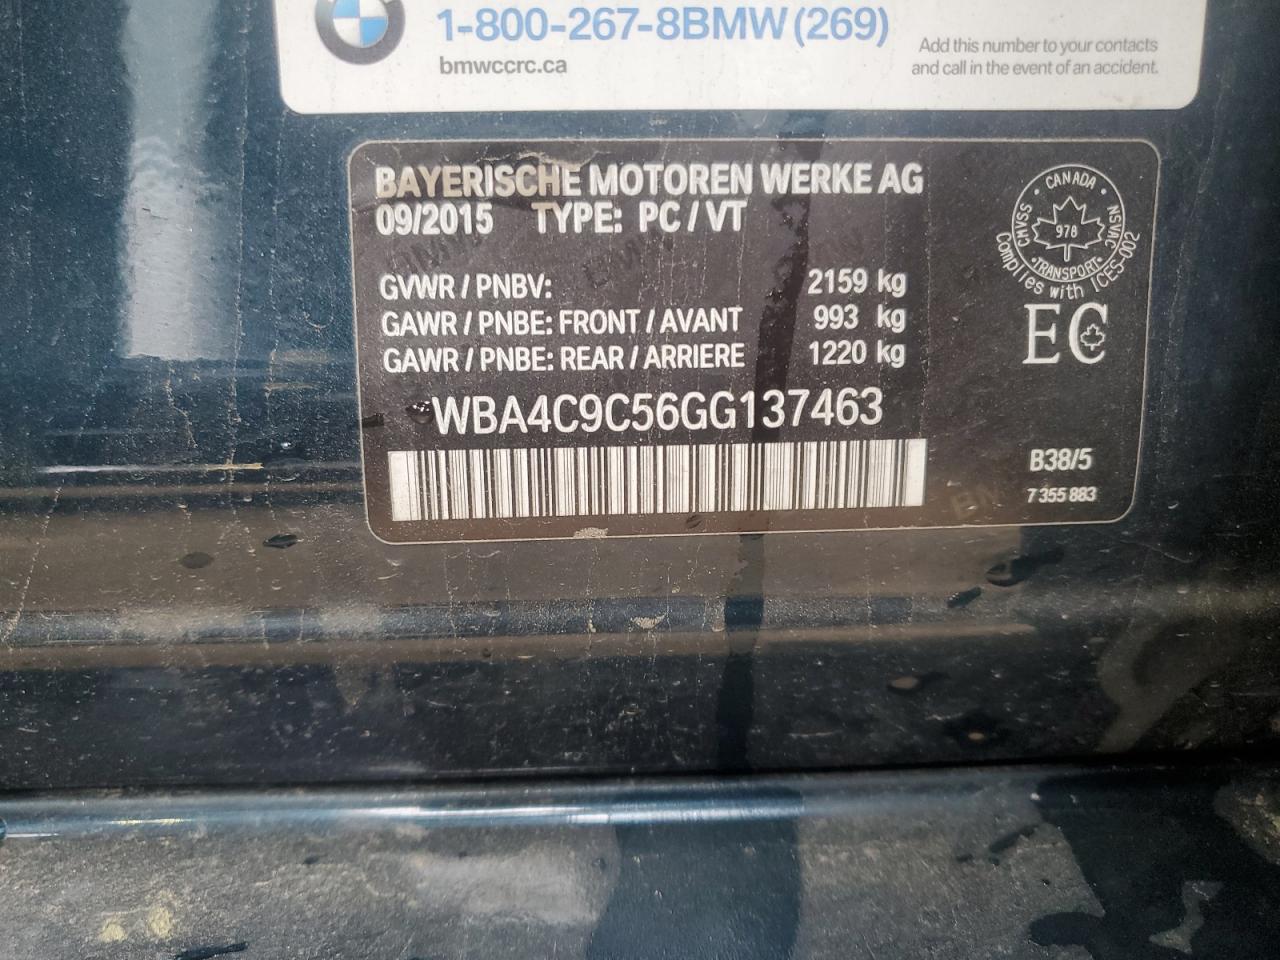 1-800-267-8BMW (269)
bmwccrc.ca
Add this number to your contacts
and call in the event of an accident.
BAYERISCHE MOTOREN WERKE AG
09/2015 TYPE: PC / VT
GVWR / PNBV: 2159 kg
GAWR / PNBE: FRONT / AVANT 993 kg
GAWR / PNBE: REAR / ARRIERE 1220 kg
WBA4C9C56GG137463
CANADA
CMVSS
NSVAC
978
TRANSPORT
Complies with ICES-002
EC
B38/5
7 355 883